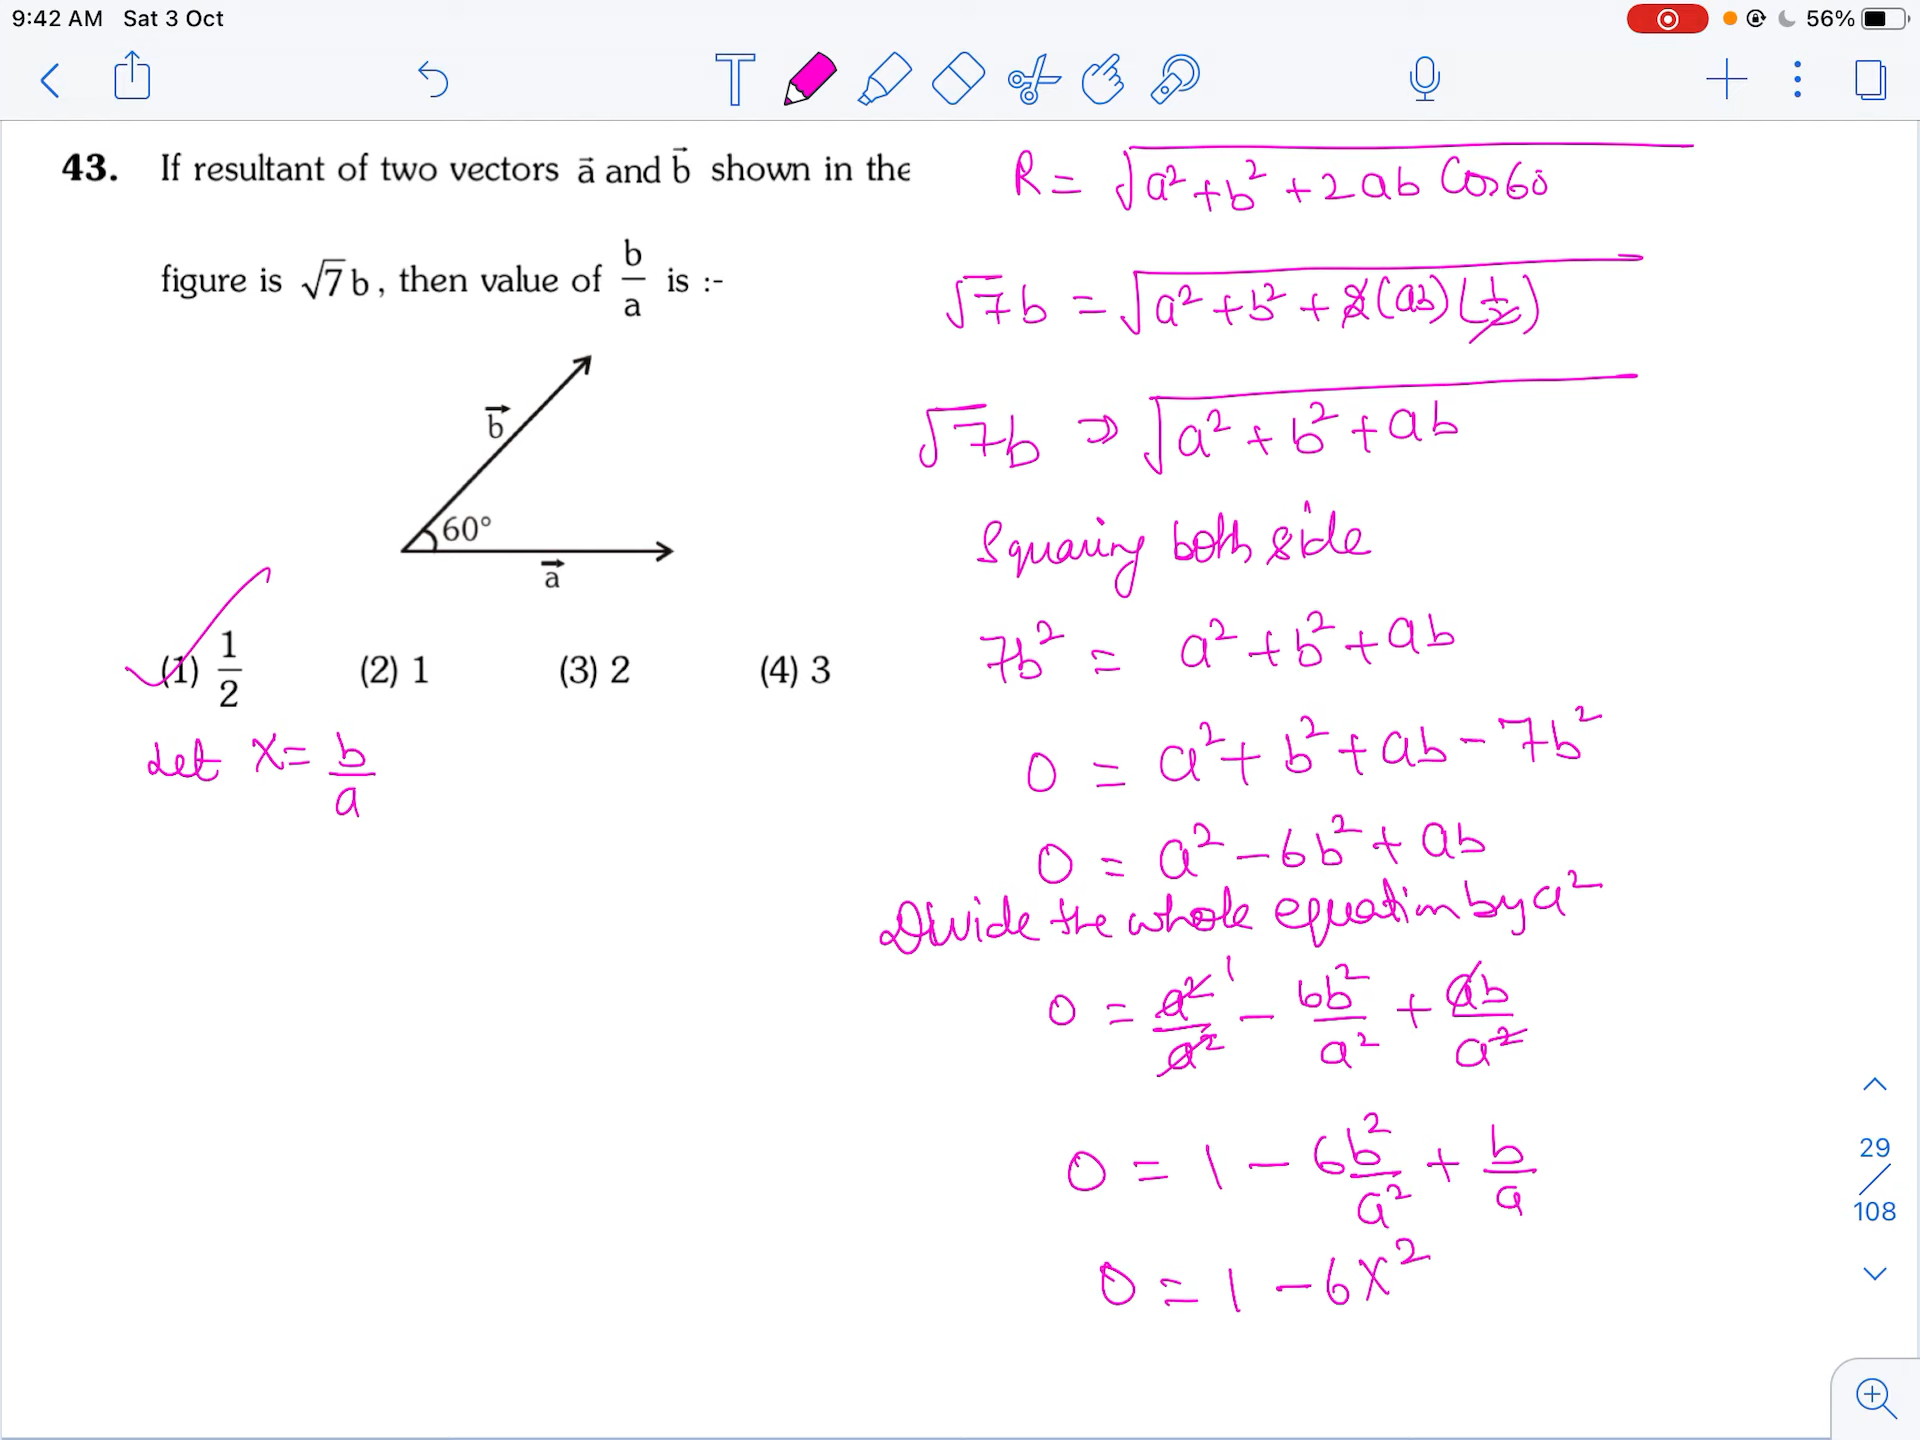 9:42 AM Sat 3 Oct
56%
43. If resultant of two vectors a⃗ and b⃗ shown in the
figure is √7 b, then value of b/a is :-
b⃗
60°
a⃗
(1) 1/2 (2) 1 (3) 2 (4) 3
Let x = b/a
R = √(a² + b² + 2ab Cos60)
√7b = √(a² + b² + 2(ab)(1/2))
√7b ⇒ √(a² + b² + ab)
Squaring both side
7b² = a² + b² + ab
0 = a² + b² + ab - 7b²
0 = a² - 6b² + ab
Divide the whole equation by a²
0 = a²/a² 1 - 6b²/a² + ab/a²
0 = 1 - 6b²/a² + b/a
0 = 1 - 6x²
29
/
108